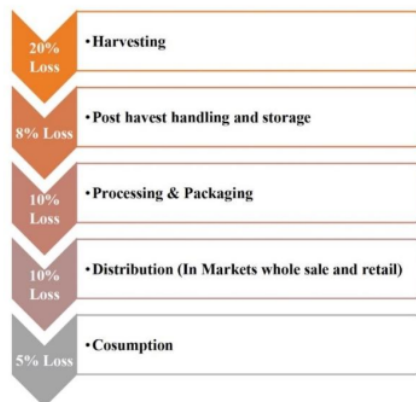 20%
Loss
•Harvesting
8% Loss
•Post havest handling and storage
10%
Loss
•Processing & Packaging
10%
Loss
•Distribution (In Markets whole sale and retail)
5% Loss
•Cosumption